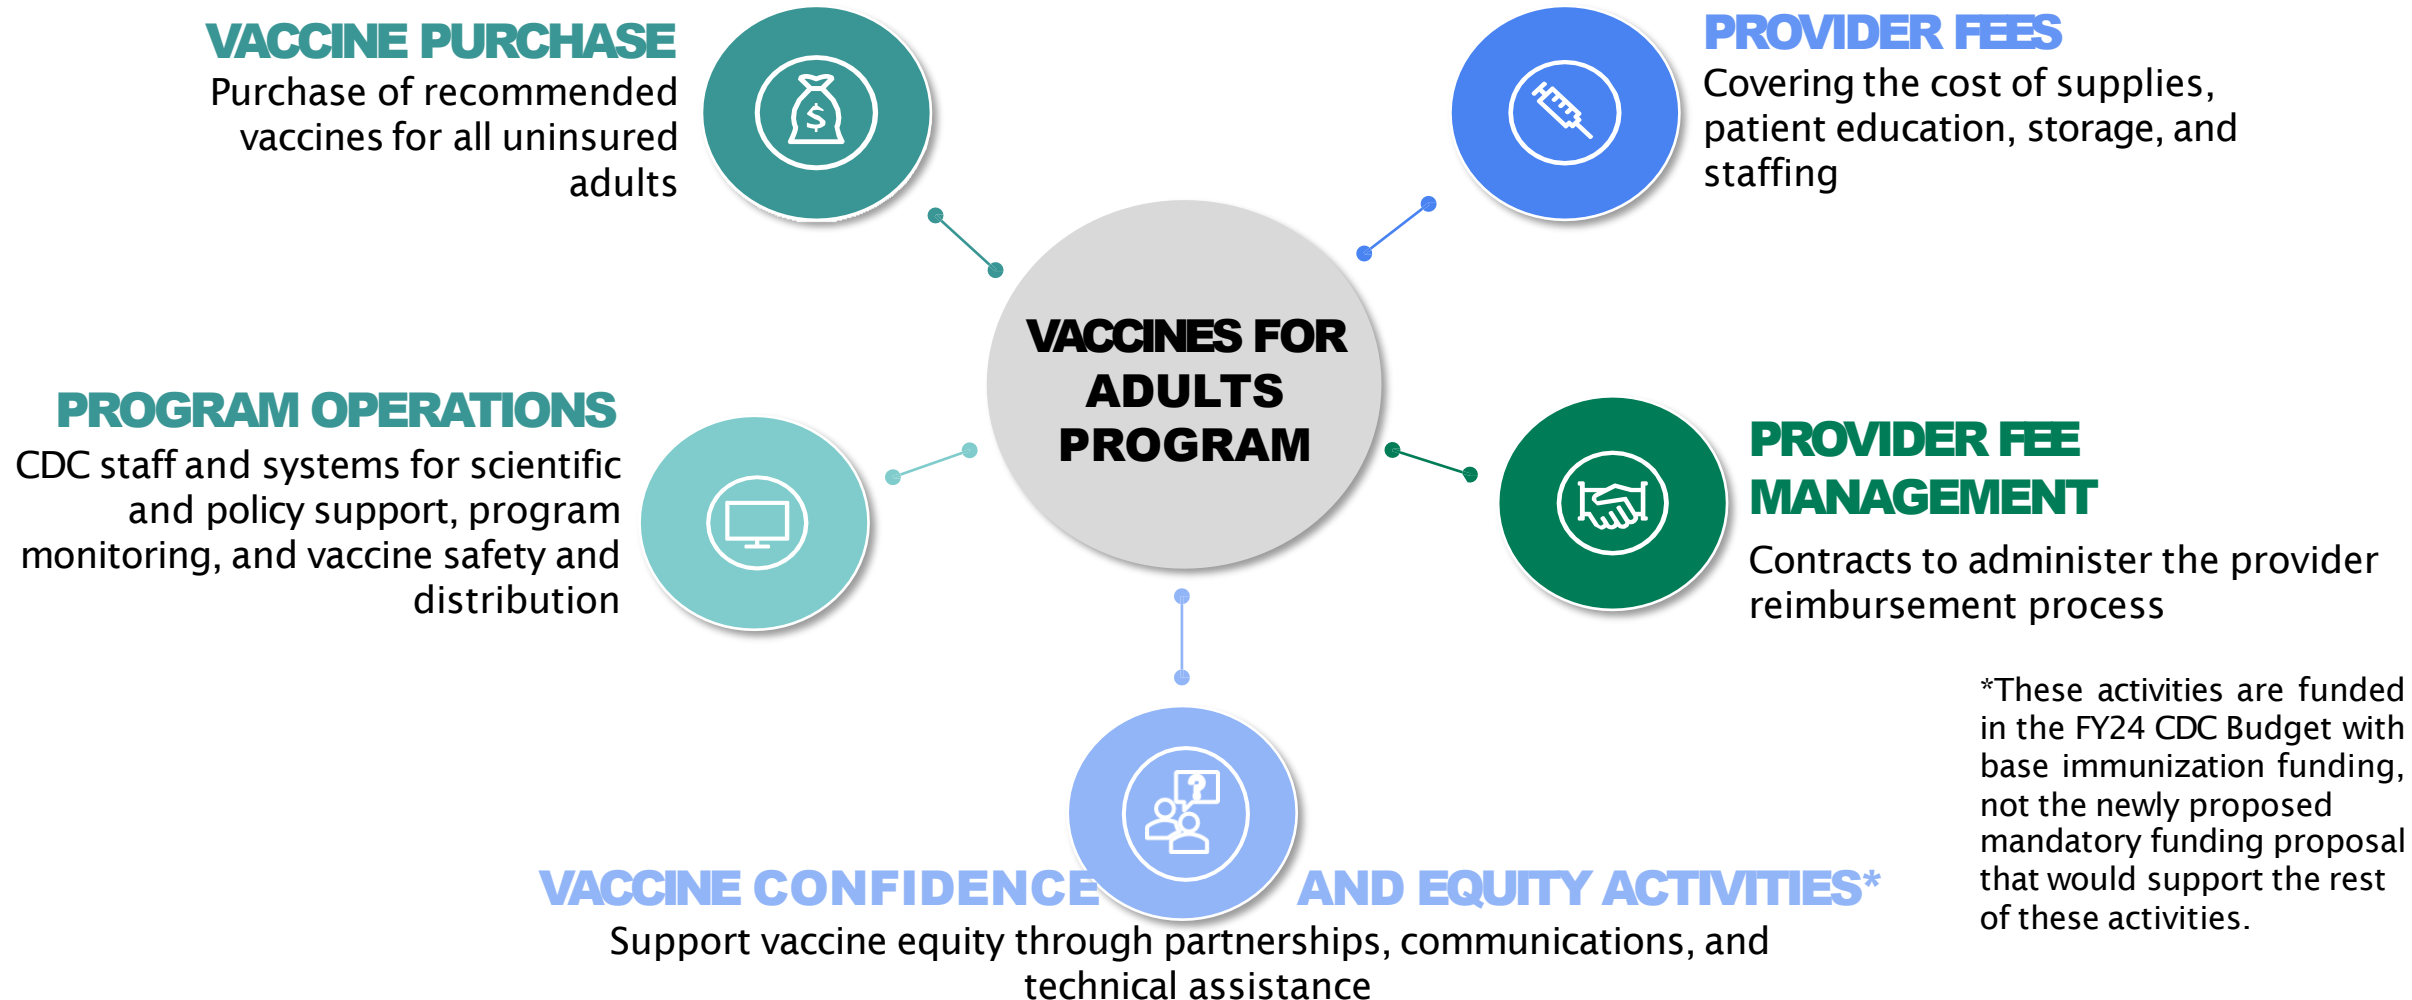 VACCINE PURCHASE
Purchase of recommended
vaccines for all uninsured
adults
$
PROVIDER FEES
Covering the cost of supplies,
patient education, storage, and
staffing
VACCINES FOR
ADULTS
PROGRAM
PROGRAM OPERATIONS
CDC staff and systems for scientific
and policy support, program
monitoring, and vaccine safety and
distribution
PROVIDER FEE
MANAGEMENT
Contracts to administer the provider
reimbursement process
?
VACCINE CONFIDENCE AND EQUITY ACTIVITIES*
Support vaccine equity through partnerships, communications, and
technical assistance
*These activities are funded
in the FY24 CDC Budget with
base immunization funding,
not the newly proposed
mandatory funding proposal
that would support the rest
of these activities.